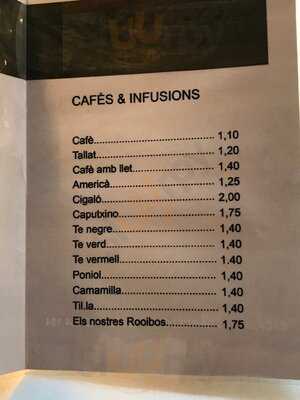 CAFÈS & INFUSIONS
Cafè............................................. 1,10
Tallat............................................ 1,20
Cafè amb llet................................ 1,40
Americà........................................ 1,25
Cigaló........................................... 2,00
Caputxino..................................... 1,75
Te negre....................................... 1,40
Te verd......................................... 1,40
Te vermell..................................... 1,40
Poniol........................................... 1,40
Camamilla..................................... 1,40
Til.la.............................................. 1,40
Els nostres Rooibos................... 1,75